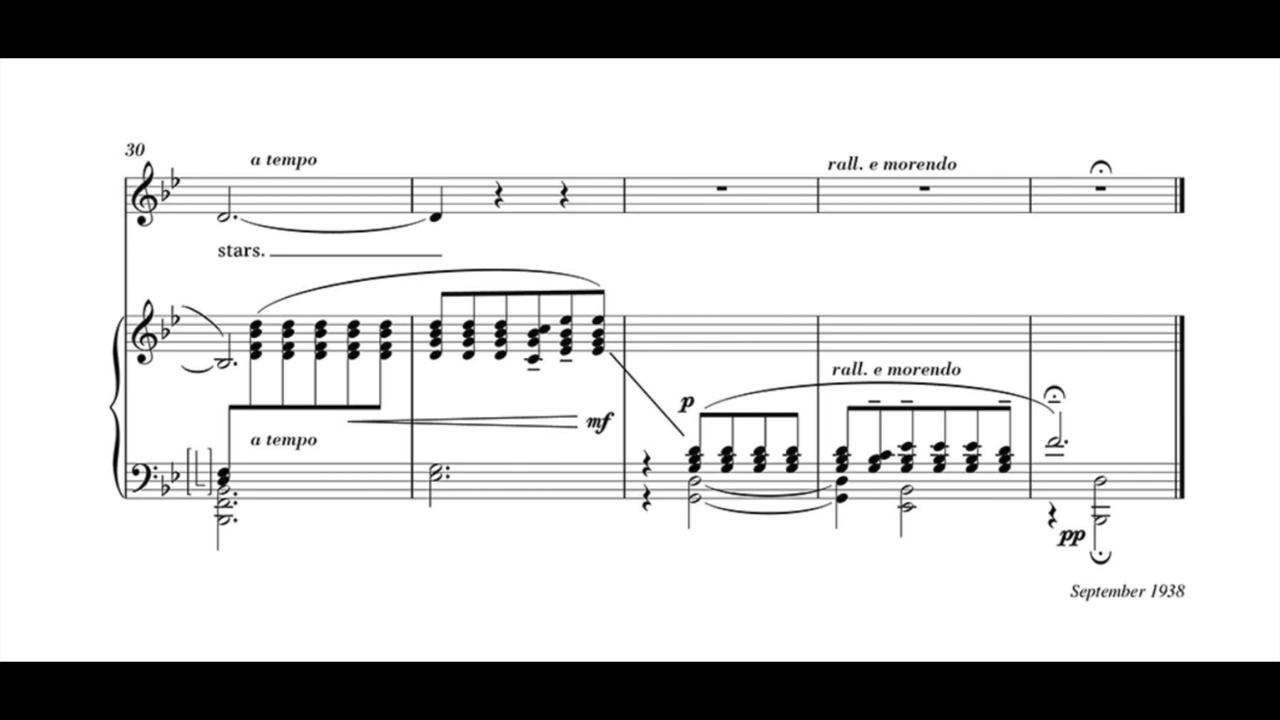 30
a tempo
rall. e morendo
stars.
rall. e morendo
p
mf
a tempo
pp
September 1938